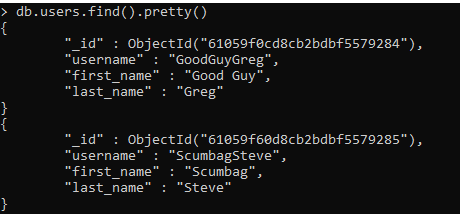 > db.users.find().pretty()
{
        "_id" : ObjectId("61059f0cd8cb2bdbf5579284"),
        "username" : "GoodGuyGreg",
        "first_name" : "Good Guy",
        "last_name" : "Greg"
}
{
        "_id" : ObjectId("61059f60d8cb2bdbf5579285"),
        "username" : "ScumbagSteve",
        "first_name" : "Scumbag",
        "last_name" : "Steve"
}